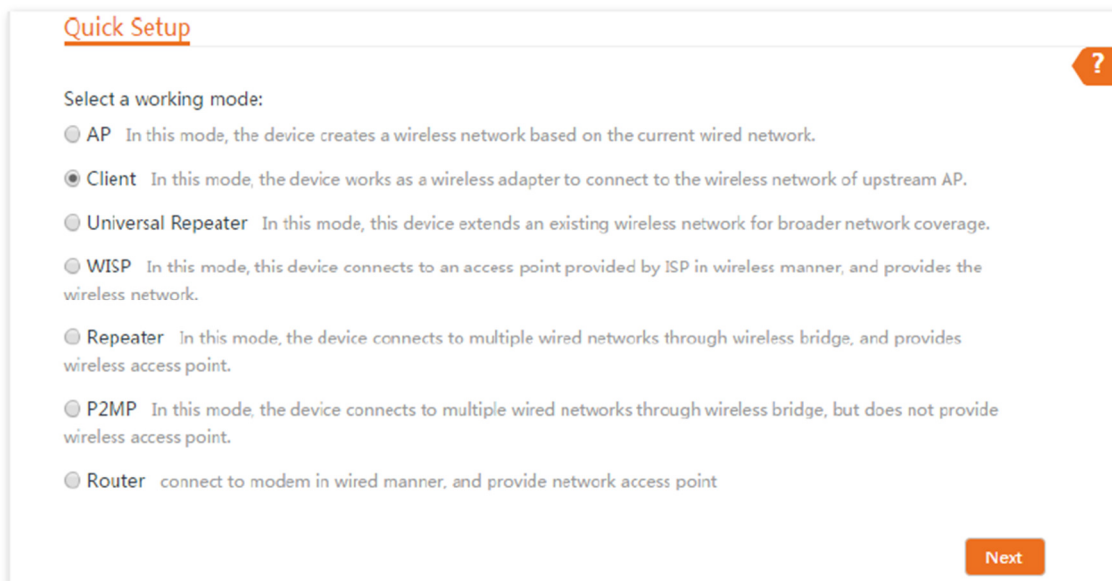 Quick Setup
?
Select a working mode:
AP In this mode, the device creates a wireless network based on the current wired network.
Client In this mode, the device works as a wireless adapter to connect to the wireless network of upstream AP.
Universal Repeater In this mode, this device extends an existing wireless network for broader network coverage.
WISP In this mode, this device connects to an access point provided by ISP in wireless manner, and provides the
wireless network.
Repeater In this mode, the device connects to multiple wired networks through wireless bridge, and provides
wireless access point.
P2MP In this mode, the device connects to multiple wired networks through wireless bridge, but does not provide
wireless access point.
Router connect to modem in wired manner, and provide network access point
Next